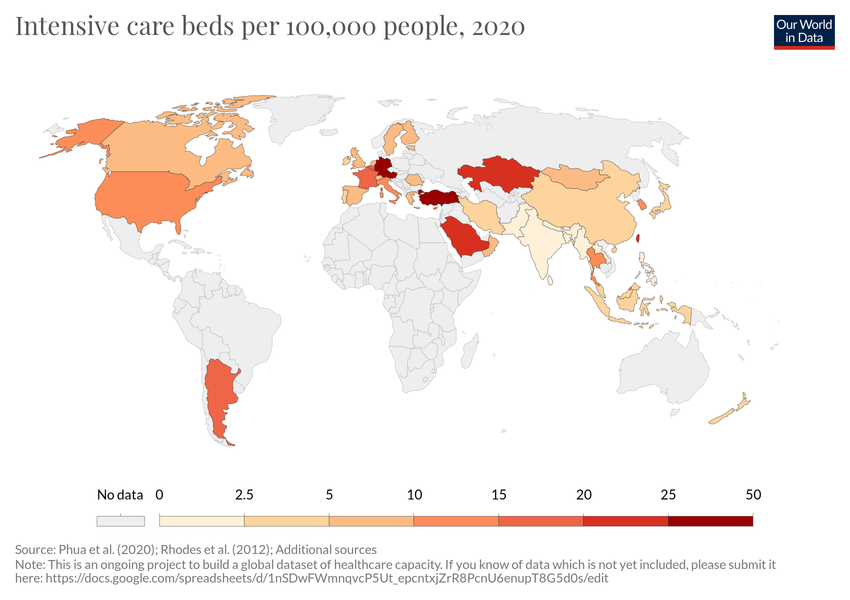 Intensive care beds per 100,000 people, 2020
Our World
in Data
No data 0 2.5 5 10 15 20 25 50
Source: Phua et al. (2020); Rhodes et al. (2012); Additional sources
Note: This is an ongoing project to build a global dataset of healthcare capacity. If you know of data which is not yet included, please submit it
here: https://docs.google.com/spreadsheets/d/1nSDwFWmnqvcP5Ut_epcntxjZrR8PcnU6enupT8G5d0s/edit